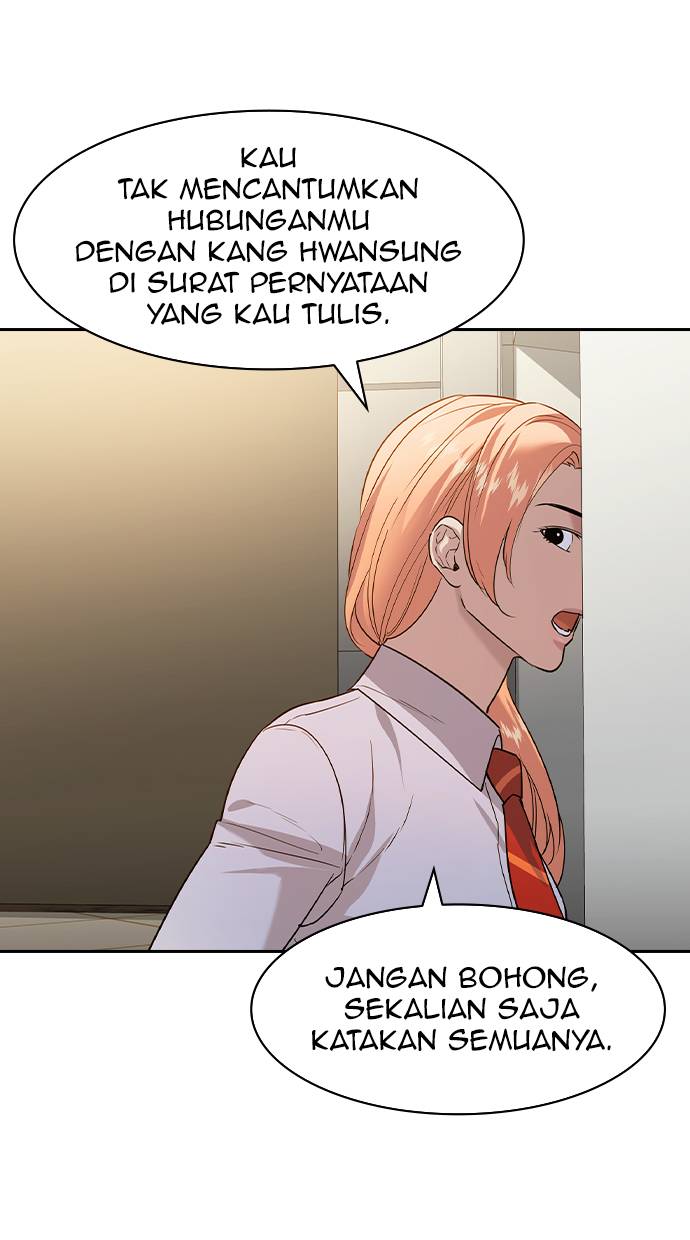 KAU
TAK MENCANTUMKAN
HUBUNGANMU
DENGAN KANG HWANSUNG
DI SURAT PERNYATAAN
YANG KAU TULIS.
JANGAN BOHONG,
SEKALIAN SAJA
KATAKAN SEMUANYA.